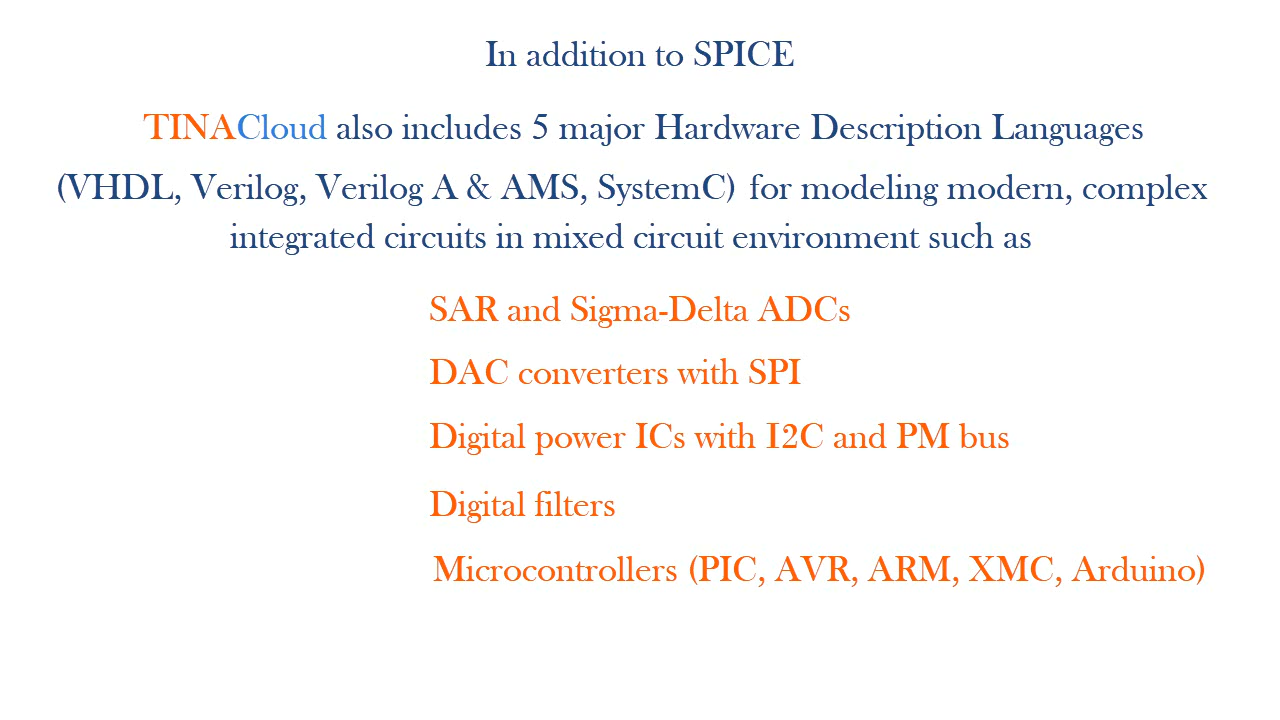 In addition to SPICE
TINACloud also includes 5 major Hardware Description Languages
(VHDL, Verilog, Verilog A & AMS, SystemC) for modeling modern, complex
integrated circuits in mixed circuit environment such as
SAR and Sigma-Delta ADCs
DAC converters with SPI
Digital power ICs with I2C and PM bus
Digital filters
Microcontrollers (PIC, AVR, ARM, XMC, Arduino)